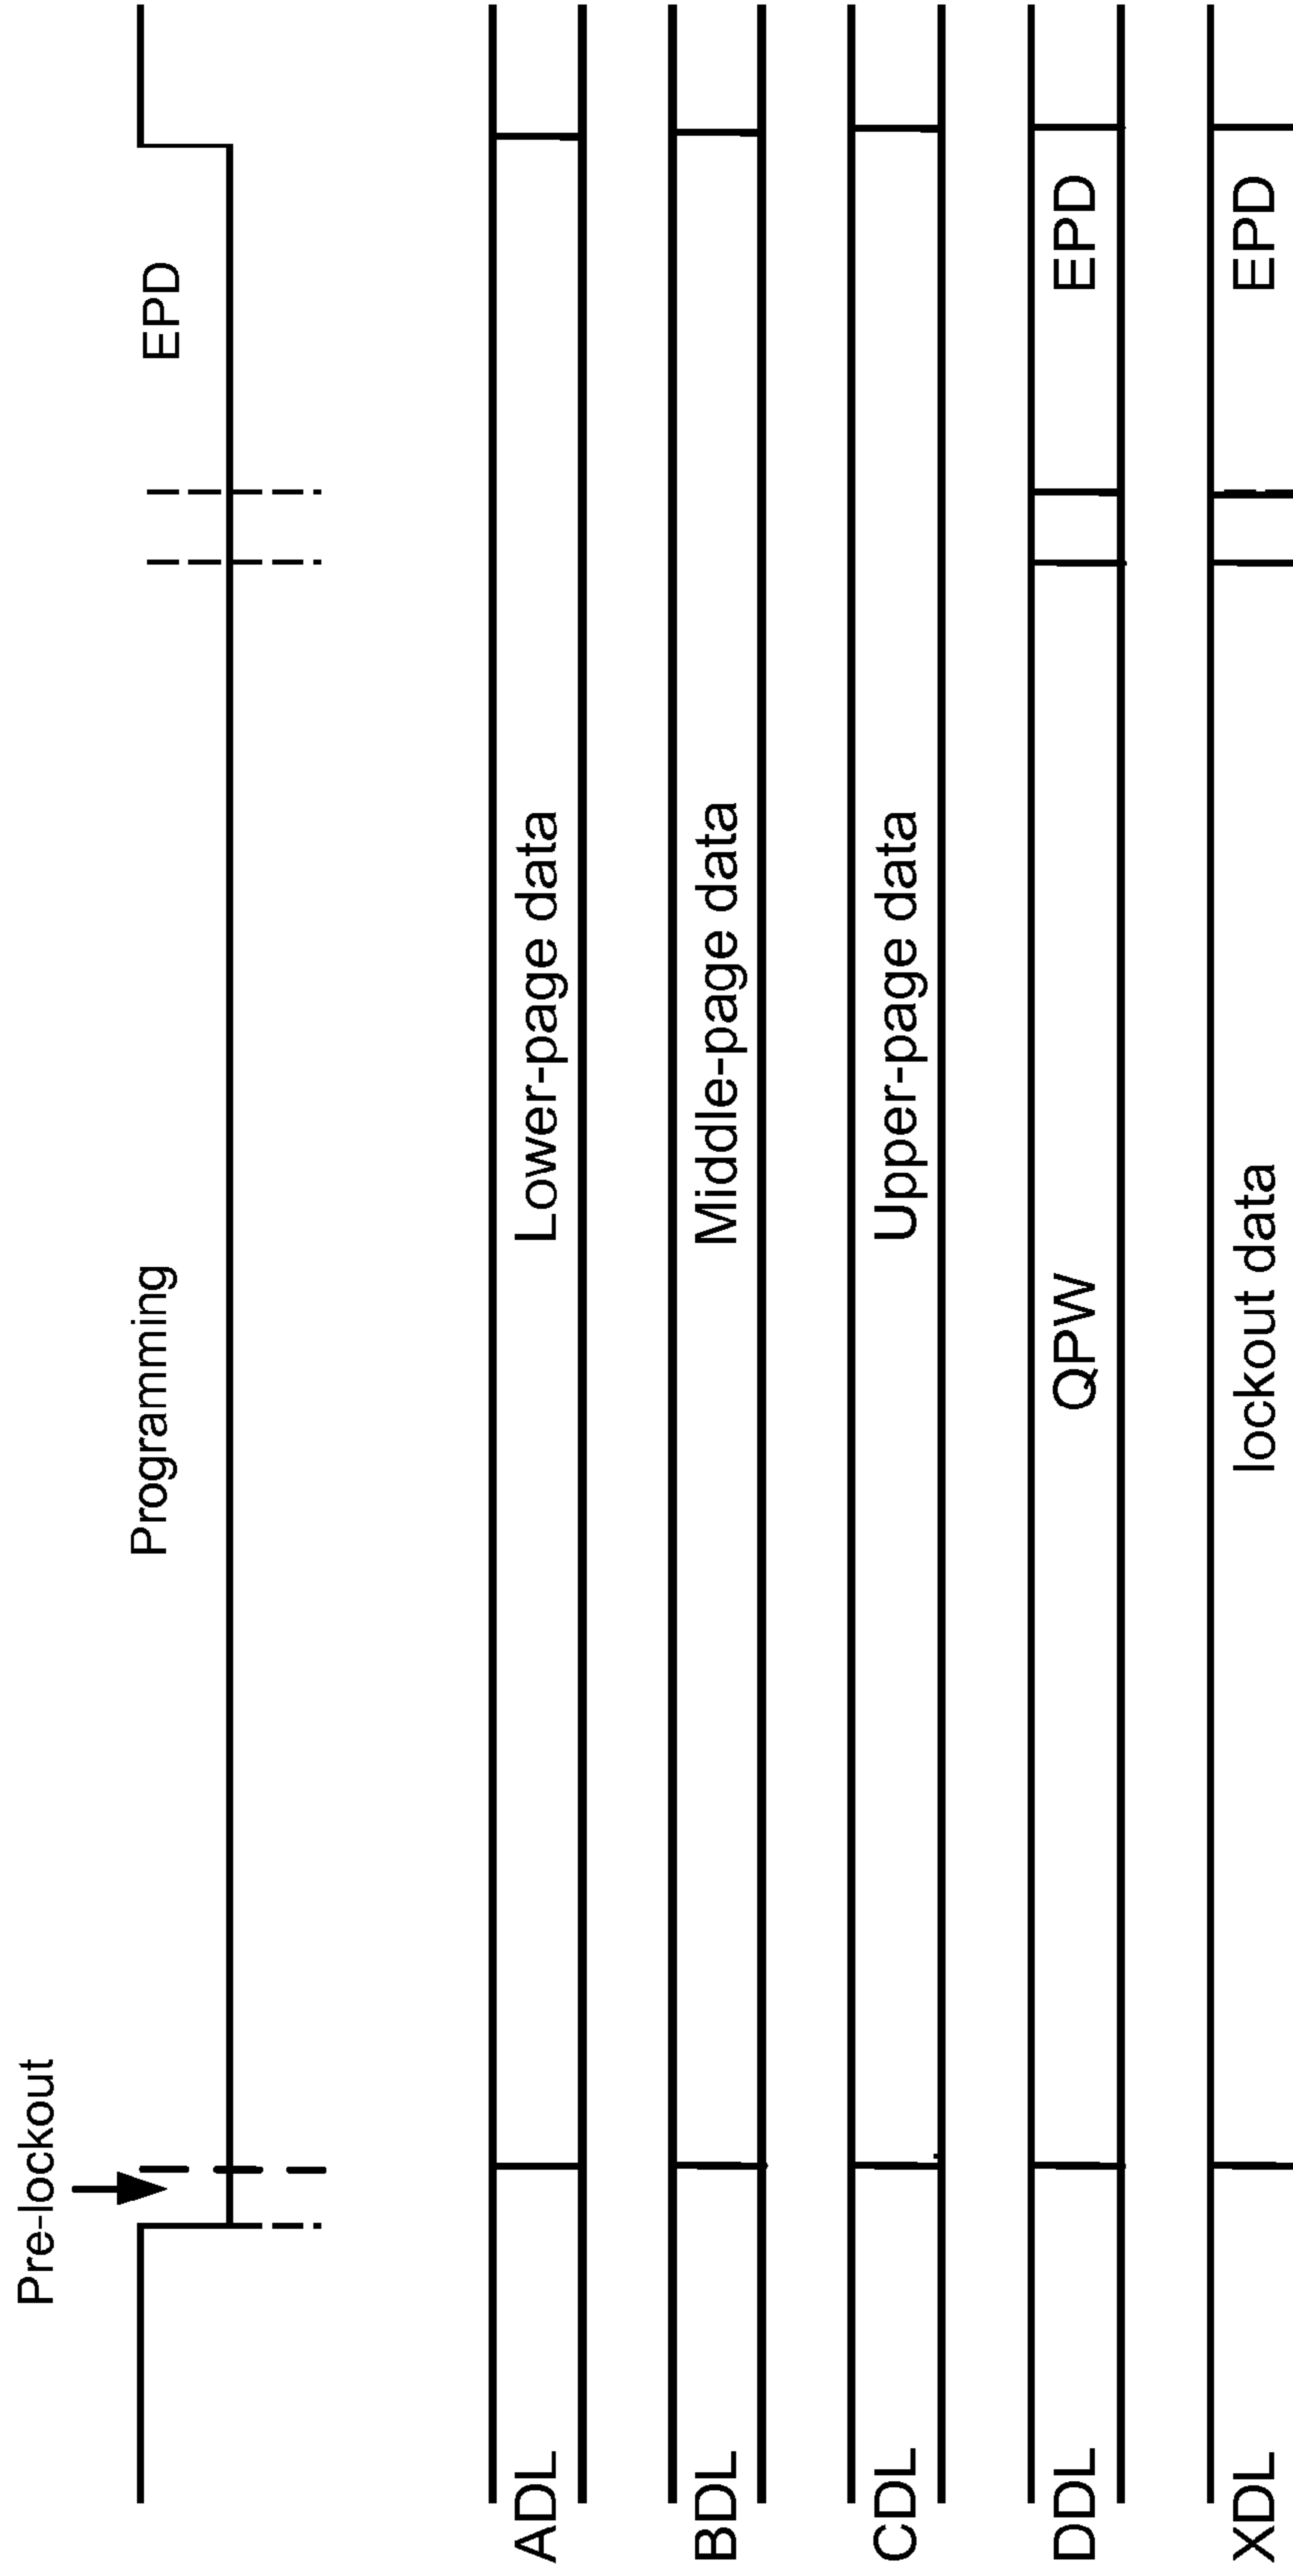 Pre-lockout
Programming
EPD
ADL
Lower-page data
BDL
Middle-page data
CDL
Upper-page data
DDL
QPW
EPD
XDL
lockout data
EPD